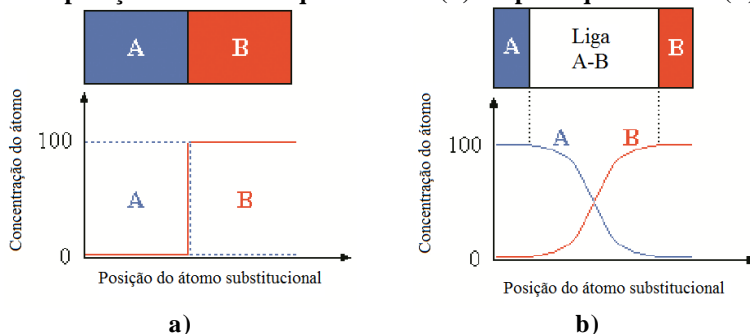 A B
Concentração do átomo
100
A B
0
Posição do átomo substitucional
a)
A Liga A-B B
Concentração do átomo
A B
100
0
Posição do átomo substitucional
b)